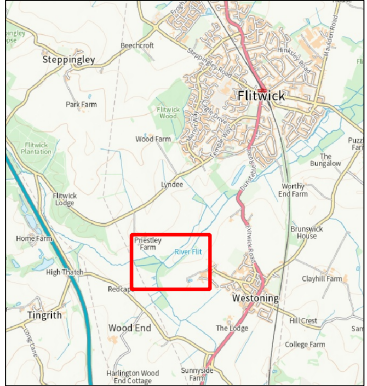 Beechcroft
Steppingley
Steppingley Road
Flitwick
Park Farm
Flitwick
Wood
Wood Farm
Flitwick
Plantation
The
Bungalow
Lyndee
Flitwick
Lodge
Worthy
End Farm
Brunswick
House
Home Farm
Priestley
Farm
River Flit
High Thatch
Clayhill Farm
Redcap
Westoning
Tingrith
Wood End
The Lodge
Hill Crest
College Farm
Harlington Wood
End Cottage
Sunnyside
Farm